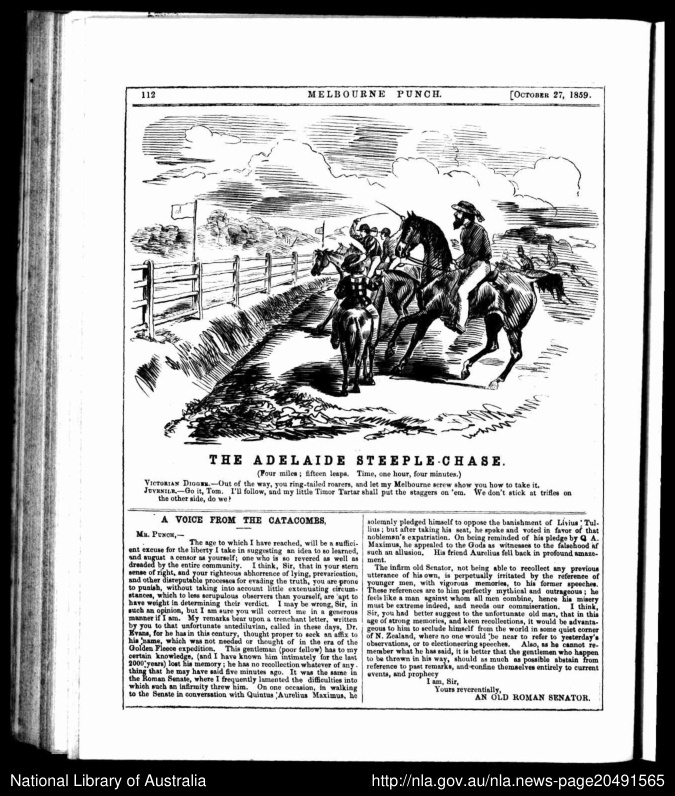 112
MELBOURNE PUNCH.
[OCTOBER 27, 1859.
THE ADELAIDE STEEPLE-CHASE.
(Four miles; fifteen leaps. Time, one hour, four minutes.)
VICTORIAN DIGGER.—Out of the way, you ring-tailed roarers, and let my Melbourne screw show you how to take it.
JUVENILE.—Go it, Tom. I'll follow, and my little Timor Tartar shall put the staggers on 'em. We don't stick at trifles on
the other side, do we?
A VOICE FROM THE CATACOMBS,
MR. PUNCH,—
The age to which I have reached, will be a suffici-
ent excuse for the liberty I take in suggesting an idea to so learned,
and august a censor as yourself; one who is so revered as well as
dreaded by the entire community. I think, Sir, that in your stern
sense of right, and your righteous abhorrence of lying, prevarication,
and other disreputable processes for evading the truth, you are prone
to punish, without taking into account little extenuating circum-
stances, which to less scrupulous observers than yourself, are apt to
have weight in determining their verdict. I may be wrong, Sir, in
such an opinion, but I am sure you will correct me in a generous
manner if I am. My remarks bear upon a trenchant letter, written
by you to that unfortunate antediluvian, called in these days, Dr.
Evans, for he has in this century, thought proper to seek an affix to
his name, which was not needed or thought of in the era of the
Golden Fleece expedition. This gentleman (poor fellow) has to my
certain knowledge, (and I have known him intimately for the last
2000 years) lost his memory; he has no recollection whatever of any-
thing that he may have said five minutes ago. It was the same in
the Roman Senate, where I frequently lamented the difficulties into
which such an infirmity threw him. On one occasion, in walking
to the Senate in conversation with Quintus Aurelius Maximus, he
solemnly pledged himself to oppose the banishment of Livius Tul-
lius; but after taking his seat, he spoke and voted in favor of that
noblemen's expatriation. On being reminded of his pledge by Q A.
Maximus, he appealed to the Gods as witnesses to the falsehood of
such an allusion. His friend Aurelius fell back in profound amaze-
ment.
The infirm old Senator, not being able to recollect any previous
utterance of his own, is perpetually irritated by the reference of
younger men, with vigorous memories, to his former speeches.
These references are to him perfectly mythical and outrageous; he
feels like a man against whom all men combine, hence his misery
must be extreme indeed, and needs our commiseration. I think,
Sir, you had better suggest to the unfortunate old man, that in this
age of strong memories, and keen recollections, it would be advanta-
geous to him to seclude himself from the world in some quiet corner
of N. Zealand, where no one would be near to refer to yesterday's
observations, or to electioneering speeches. Also, as he cannot re-
member what he has said, it is better that the gentlemen who happen
to be thrown in his way, should as much as possible abstain from
reference to past remarks, and confine themselves entirely to current
events, and prophecy
I am, Sir,
Yours reverentially,
AN OLD ROMAN SENATOR.
National Library of Australia
http://nla.gov.au/nla.news-page20491565